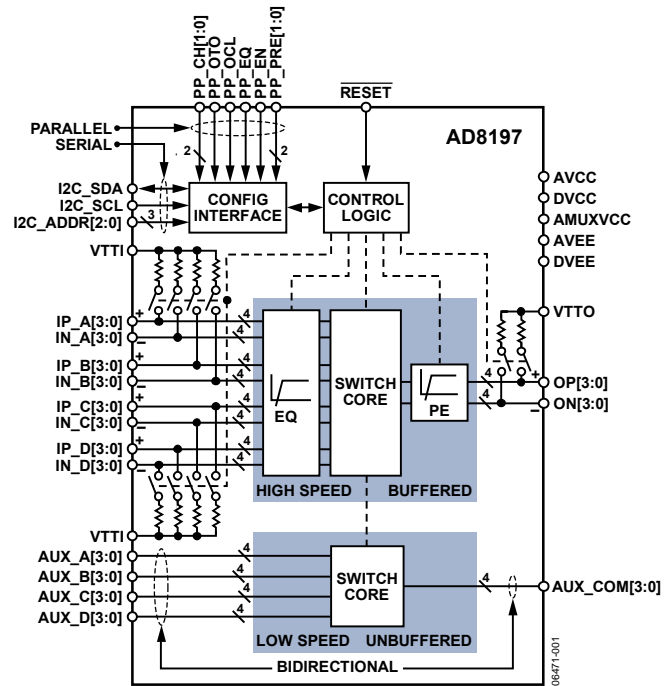 PP_CH[1:0]
PP_OTO
PP_OCL
PP_EQ
PP_EN
PP_PRE[1:0]
RESET
PARALLEL
SERIAL
AD8197
2
2
I2C_SDA
I2C_SCL
I2C_ADDR[2:0]
3
CONFIG
INTERFACE
CONTROL
LOGIC
AVCC
DVCC
AMUXVCC
AVEE
DVEE
VTTI
VTTO
+
IP_A[3:0]
4
IN_A[3:0]
4
–
+
IP_B[3:0]
4
IN_B[3:0]
4
–
+
IP_C[3:0]
4
IN_C[3:0]
4
–
+
IP_D[3:0]
4
IN_D[3:0]
4
–
EQ
SWITCH
CORE
PE
4
+
OP[3:0]
4
–
ON[3:0]
HIGH SPEED
BUFFERED
VTTI
AUX_A[3:0]
4
AUX_B[3:0]
4
AUX_C[3:0]
4
AUX_D[3:0]
4
SWITCH
CORE
4
AUX_COM[3:0]
LOW SPEED
UNBUFFERED
BIDIRECTIONAL
06471-001